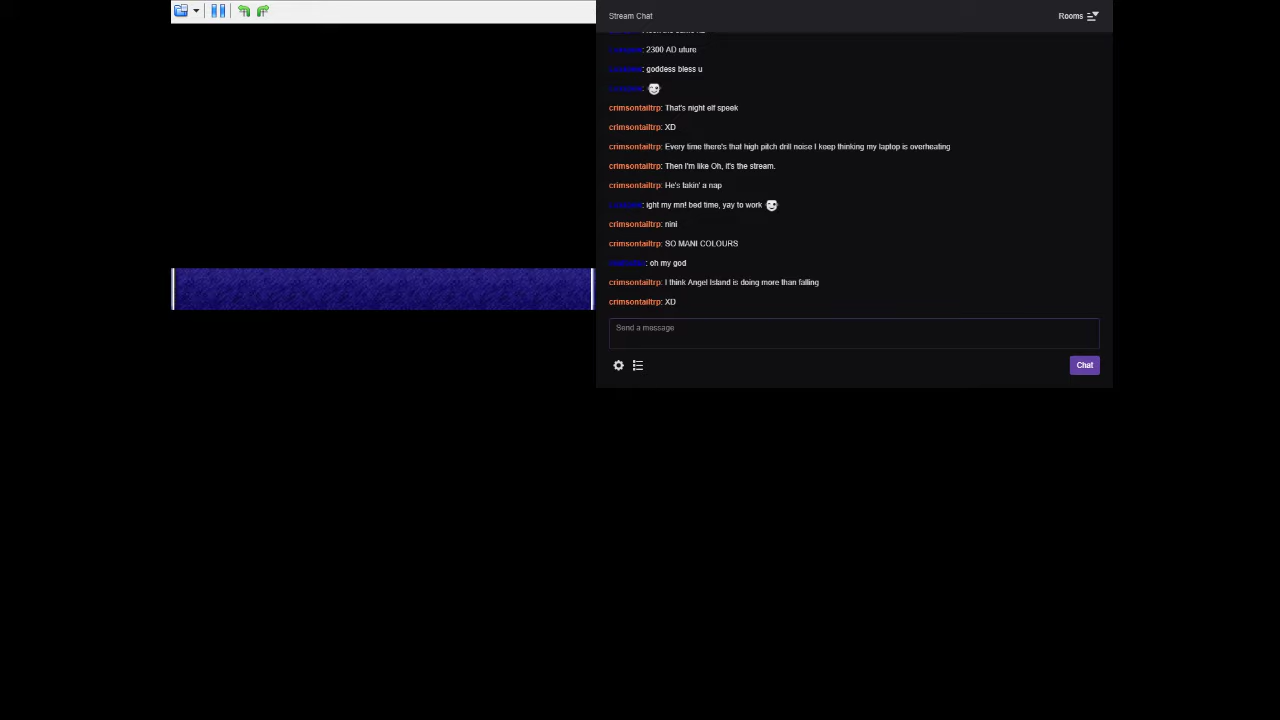 Stream Chat
Rooms
: 2300 AD uture
: goddess bless u
:
crimsontailtrp: That's night elf speek
crimsontailtrp: XD
crimsontailtrp: Every time there's that high pitch drill noise I keep thinking my laptop is overheating
crimsontailtrp: Then I'm like Oh, it's the stream.
crimsontailtrp: He's takin' a nap
: ight my mn! bed time, yay to work
crimsontailtrp: nini
crimsontailtrp: SO MANI COLOURS
: oh my god
crimsontailtrp: I think Angel Island is doing more than falling
crimsontailtrp: XD
Send a message
Chat